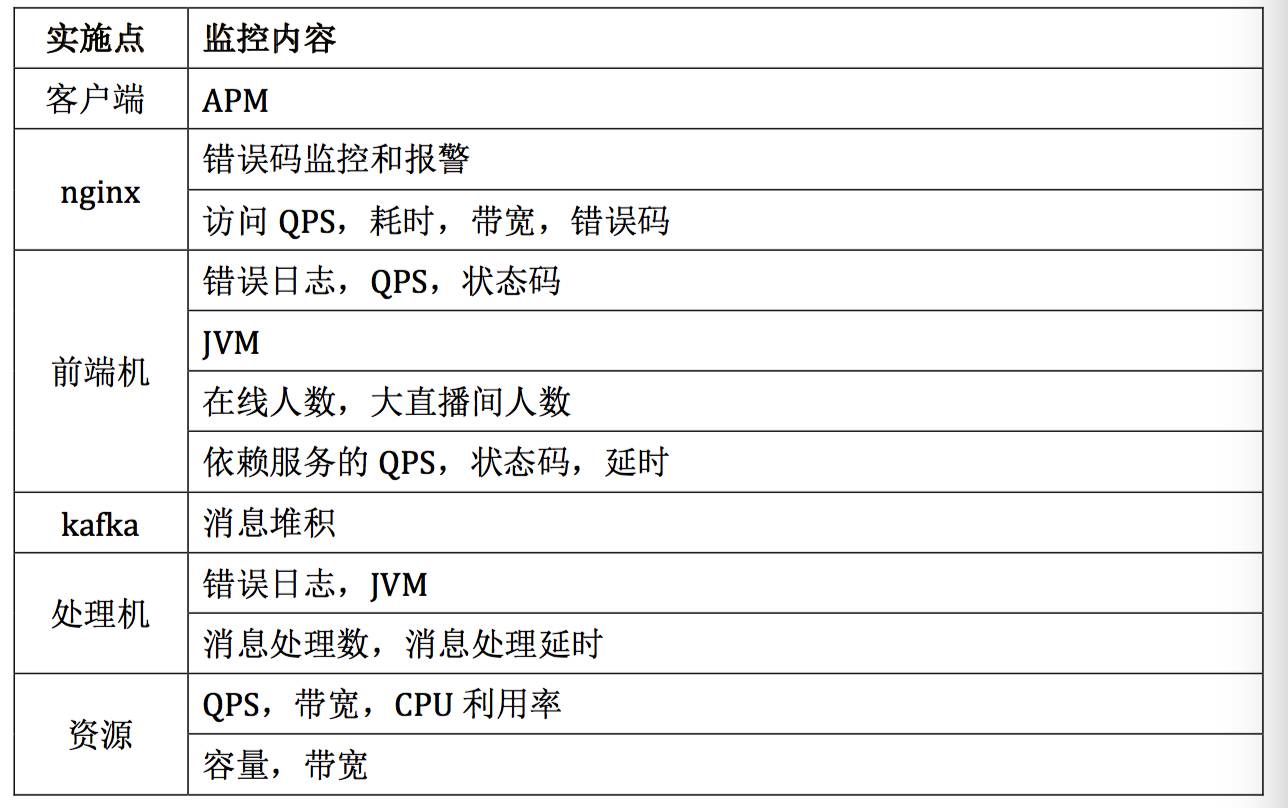 实施点 监控内容
客户端 APM
nginx
错误码监控和报警
访问 QPS，耗时，带宽，错误码
前端机
错误日志，QPS，状态码
JVM
在线人数，大直播间人数
依赖服务的 QPS，状态码，延时
kafka 消息堆积
处理机
错误日志，JVM
消息处理数，消息处理延时
资源
QPS，带宽，CPU 利用率
容量，带宽